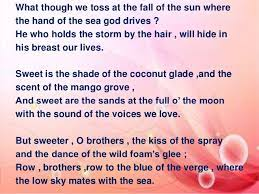 What though we toss at the fall of the sun where
the hand of the sea god drives ?
He who holds the storm by the hair , will hide in
his breast our lives.
Sweet is the shade of the coconut glade ,and the
scent of the mango grove ,
And sweet are the sands at the full o' the moon
with the sound of the voices we love.
But sweeter , O brothers , the kiss of the spray
and the dance of the wild foam's glee ;
Row , brothers ,row to the blue of the verge , where
the low sky mates with the sea.